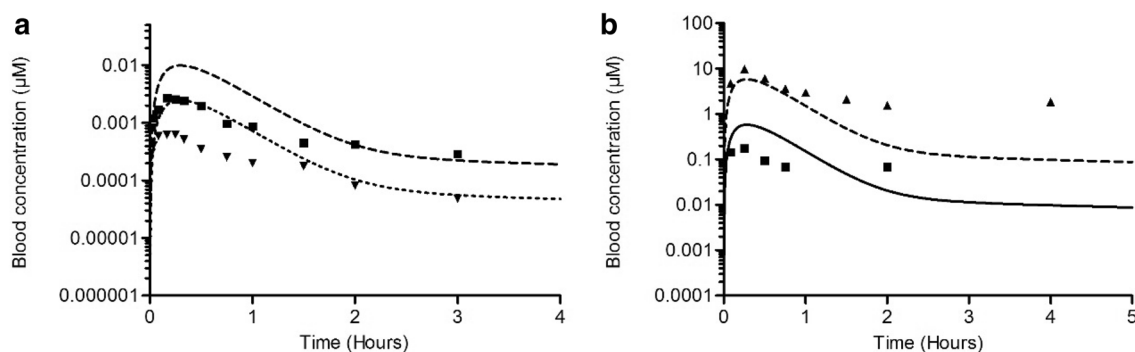 a
Blood concentration (µM)
0.01
0.001
0.0001
0.00001
0.000001
0 1 2 3 4
Time (Hours)
b
Blood concentration (µM)
100
10
1
0.1
0.01
0.001
0.0001
0 1 2 3 4 5
Time (Hours)